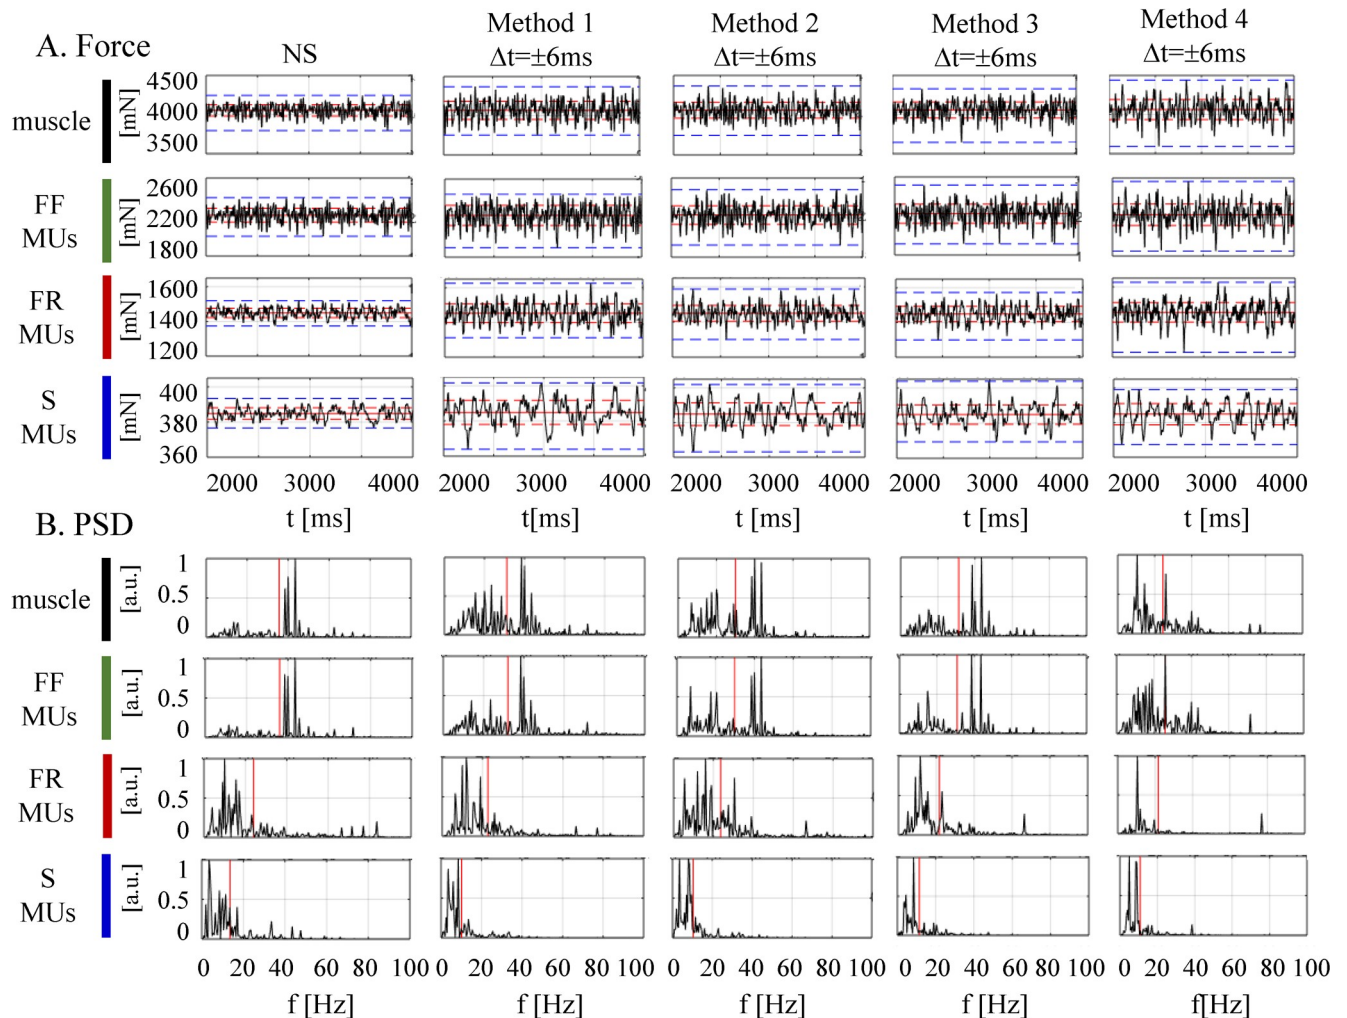 A. Force
NS
Method 1
Δt=±6ms
Method 2
Δt=±6ms
Method 3
Δt=±6ms
Method 4
Δt=±6ms
muscle
[mN]
4500
4000
3500
FF
MUs
[mN]
2600
2200
1800
FR
MUs
[mN]
1600
1400
1200
S
MUs
[mN]
400
380
360
2000 3000 4000
2000 3000 4000
2000 3000 4000
2000 3000 4000
2000 3000 4000
t [ms]
t[ms]
t [ms]
t [ms]
t [ms]
B. PSD
muscle
[a.u.]
1
0.5
0
FF
MUs
[a.u.]
1
0.5
0
FR
MUs
[a.u.]
1
0.5
0
S
MUs
[a.u.]
1
0.5
0
0 20 40 60 80 100
0 20 40 60 80 100
0 20 40 60 80 100
0 20 40 60 80 100
0 20 40 60 80 100
f [Hz]
f [Hz]
f [Hz]
f [Hz]
f[Hz]